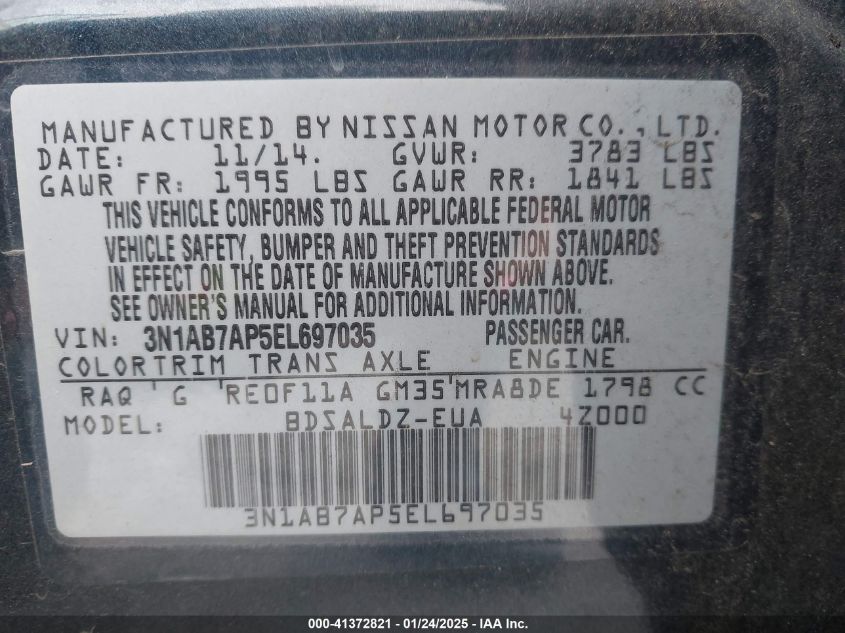 MANUFACTURED BY NISSAN MOTOR CO., LTD.
DATE: 11/14. GVWR: 3783 LBS
GAWR FR: 1995 LBS GAWR RR: 1841 LBS
THIS VEHICLE CONFORMS TO ALL APPLICABLE FEDERAL MOTOR
VEHICLE SAFETY, BUMPER AND THEFT PREVENTION STANDARDS
IN EFFECT ON THE DATE OF MANUFACTURE SHOWN ABOVE.
SEE OWNER'S MANUAL FOR ADDITIONAL INFORMATION.
VIN: 3N1AB7AP5EL697035 PASSENGER CAR.
COLORTRIM TRANS AXLE ENGINE
RAQ ' G 'RE0F11A GM35'MRA8DE 1798 CC
MODEL: BDSALDZ-EUA 4Z000
3N1AB7AP5EL697035
000-41372821 | 01/24/2025 | IAA Inc.